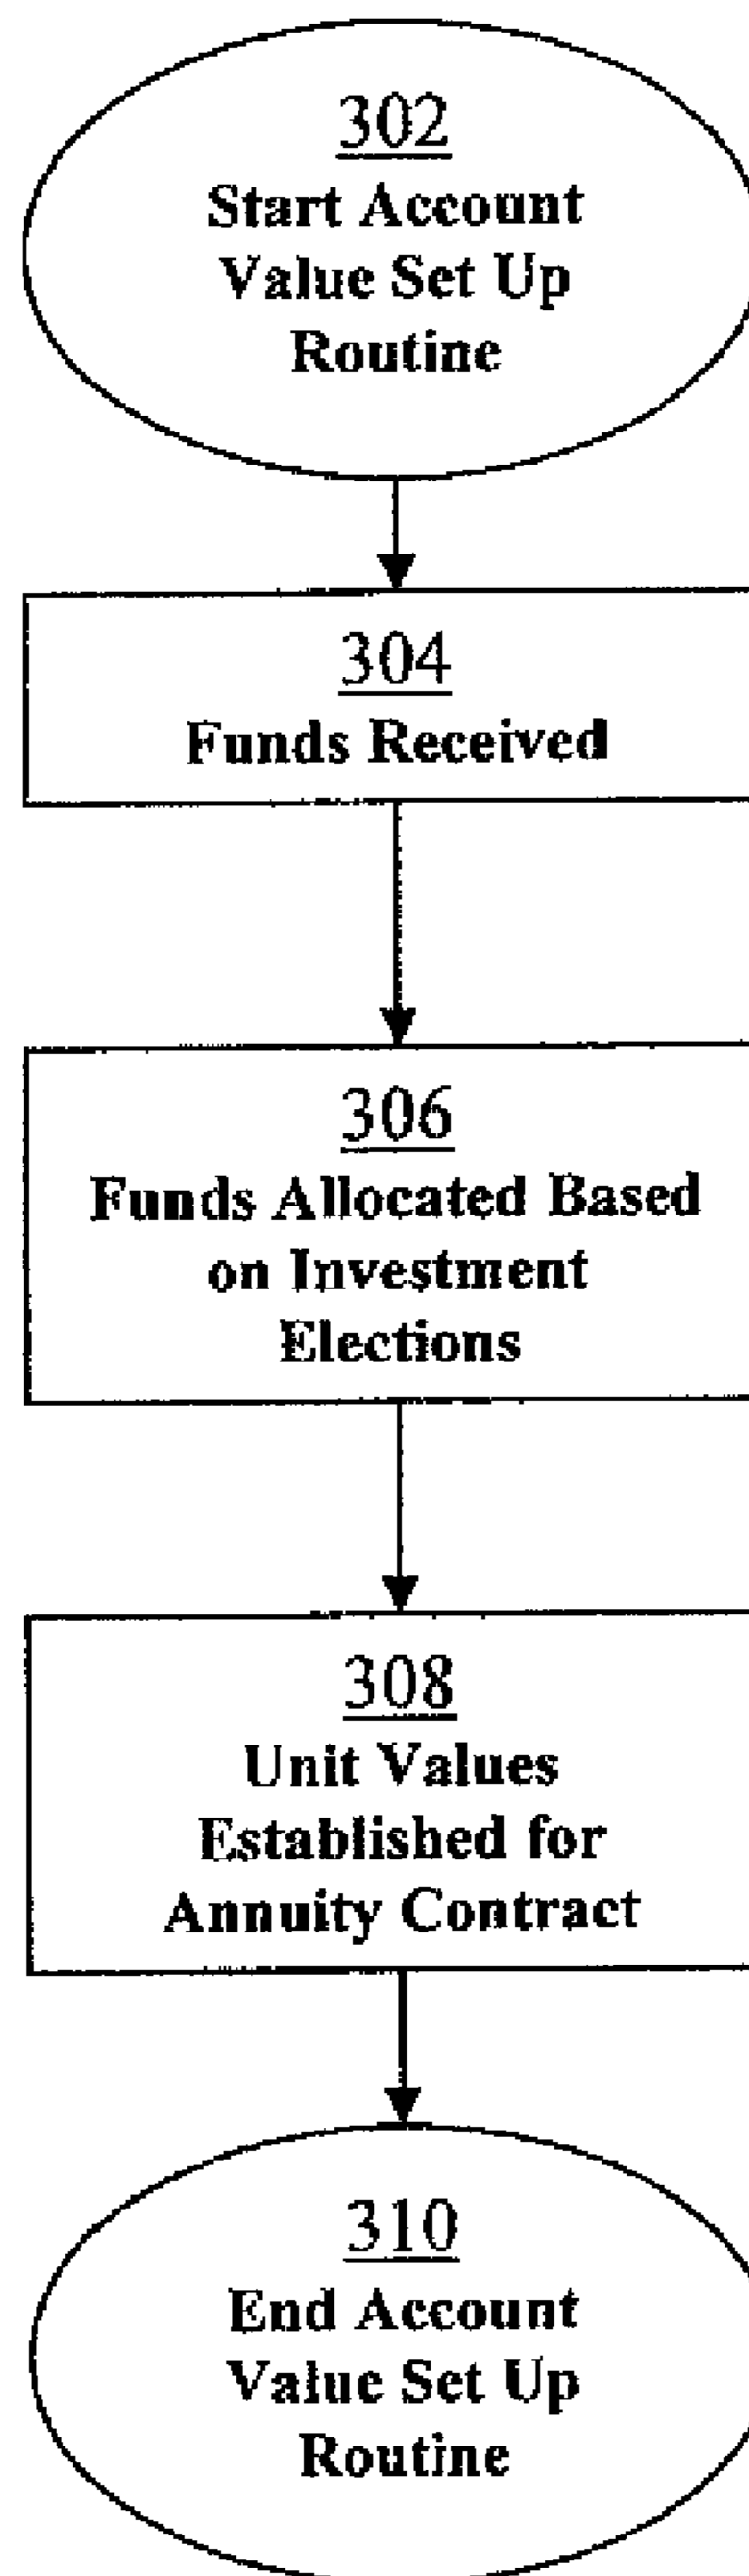 302
Start Account
Value Set Up
Routine
304
Funds Received
306
Funds Allocated Based
on Investment
Elections
308
Unit Values
Established for
Annuity Contract
310
End Account
Value Set Up
Routine